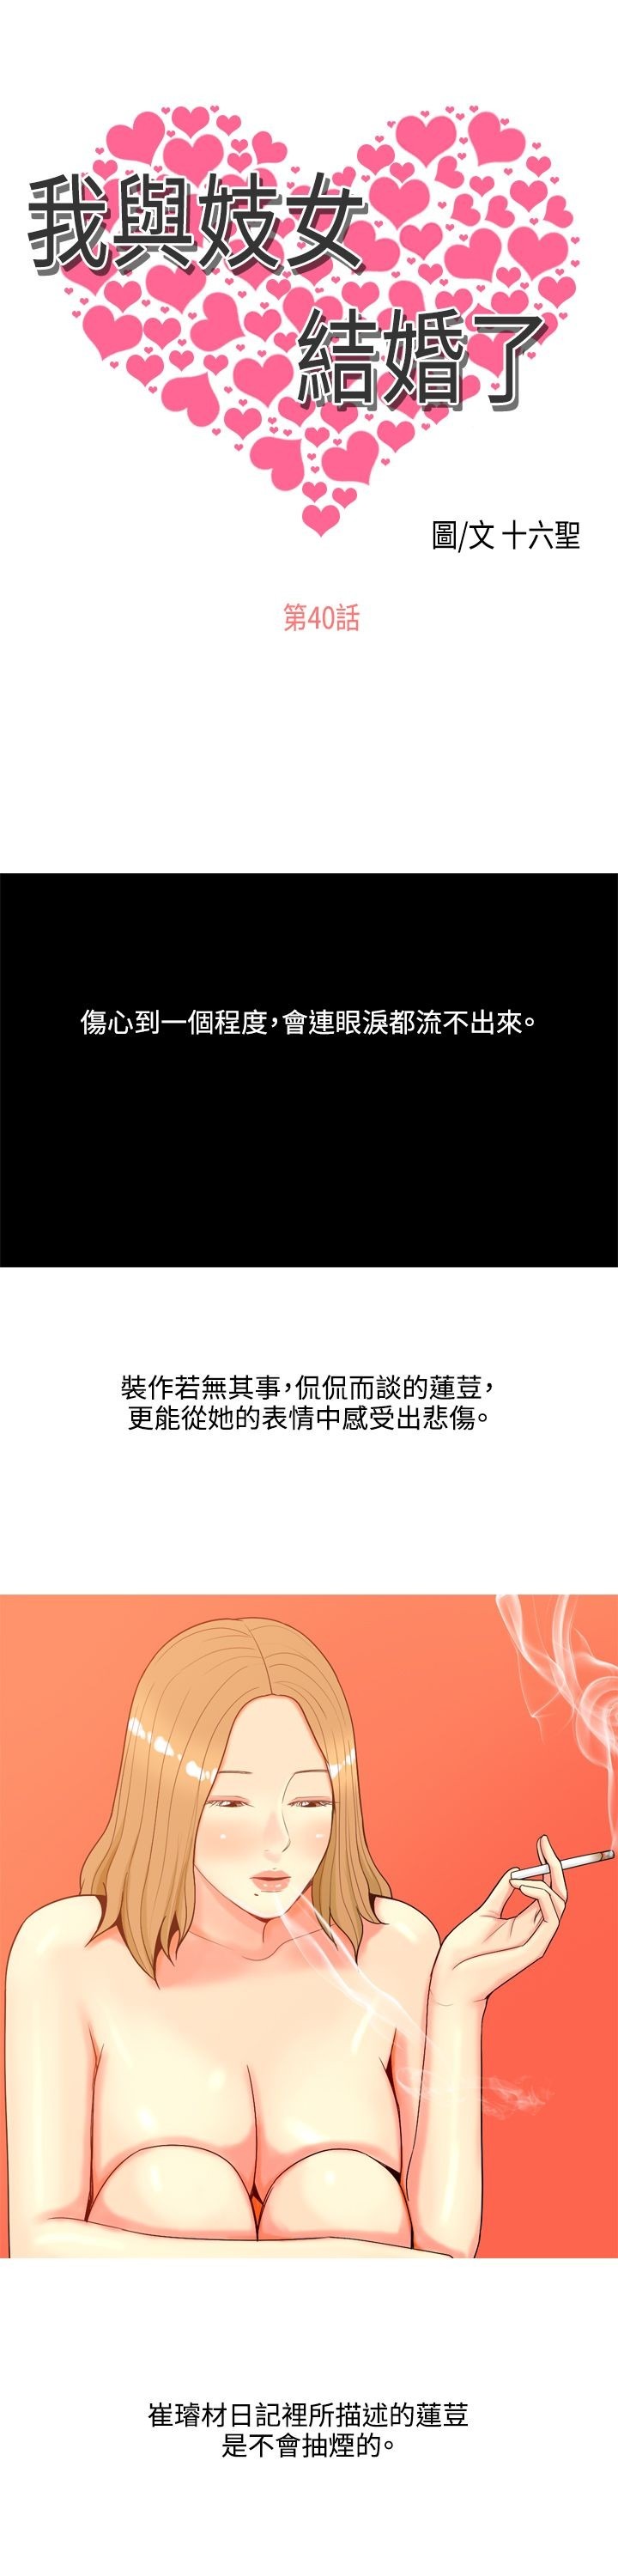 我與妓女
結婚了
圖/文 十六聖
第40話
傷心到一個程度，會連眼淚都流不出來。
裝作若無其事，侃侃而談的蓮荳，
更能從她的表情中感受出悲傷。
崔璿材日記裡所描述的蓮荳
是不會抽煙的。